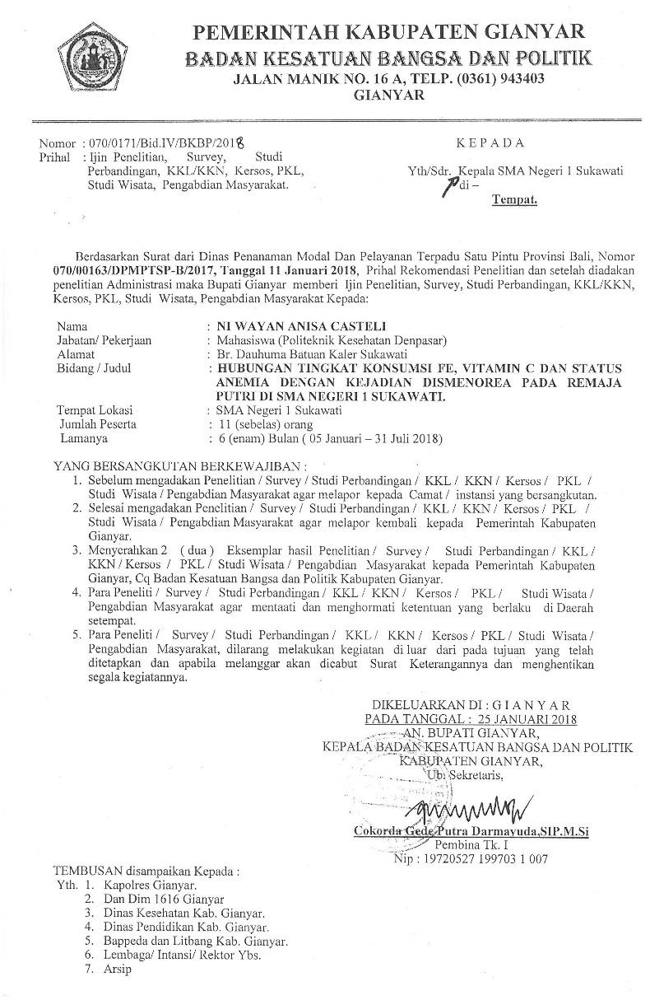 PEMERINTAH KABUPATEN GIANYAR
BADAN KESATUAN BANGSA DAN POLITIK
JALAN MANIK NO. 16 A, TELP. (0361) 943403
GIANYAR
Nomor : 070/0171/Bid.IV/BKBP/2018
Prihal : Ijin Penelitian, Survey, Studi
Perbandingan, KKL/KKN, Kersos, PKL,
Studi Wisata, Pengabdian Masyarakat.
K E P A D A
Yth/Sdr. Kepala SMA Negeri 1 Sukawati
di –
Tempat.
Berdasarkan Surat dari Dinas Penanaman Modal Dan Pelayanan Terpadu Satu Pintu Provinsi Bali, Nomor
070/00163/DPMPTSP-B/2017, Tanggal 11 Januari 2018, Prihal Rekomendasi Penelitian dan setelah diadakan
penelitian Administrasi maka Bupati Gianyar memberi Ijin Penelitian, Survey, Studi Perbandingan, KKL/KKN,
Kersos, PKL, Studi Wisata, Pengabdian Masyarakat Kepada:
Nama : NI WAYAN ANISA CASTELI
Jabatan/ Pekerjaan : Mahasiswa (Politeknik Kesehatan Denpasar)
Alamat : Br. Dauhuma Batuan Kaler Sukawati
Bidang / Judul : HUBUNGAN TINGKAT KONSUMSI FE, VITAMIN C DAN STATUS
ANEMIA DENGAN KEJADIAN DISMENOREA PADA REMAJA
PUTRI DI SMA NEGERI 1 SUKAWATI.
Tempat Lokasi : SMA Negeri 1 Sukawati
Jumlah Peserta : 11 (sebelas) orang
Lamanya : 6 (enam) Bulan ( 05 Januari – 31 Juli 2018)
YANG BERSANGKUTAN BERKEWAJIBAN :
1. Sebelum mengadakan Penelitian / Survey / Studi Perbandingan / KKL / KKN / Kersos / PKL /
Studi Wisata / Pengabdian Masyarakat agar melapor kepada Camat / instansi yang bersangkutan.
2. Selesai mengadakan Penelitian / Survey / Studi Perbandingan / KKL / KKN / Kersos / PKL /
Studi Wisata / Pengabdian Masyarakat agar melapor kembali kepada Pemerintah Kabupaten
Gianyar.
3. Menyerahkan 2 ( dua ) Eksemplar hasil Penelitian / Survey / Studi Perbandingan / KKL /
KKN / Kersos / PKL / Studi Wisata / Pengabdian Masyarakat kepada Pemerintah Kabupaten
Gianyar, Cq Badan Kesatuan Bangsa dan Politik Kabupaten Gianyar.
4. Para Peneliti / Survey / Studi Perbandingan / KKL / KKN / Kersos / PKL / Studi Wisata /
Pengabdian Masyarakat agar mentaati dan menghormati ketentuan yang berlaku di Daerah
setempat.
5. Para Peneliti / Survey / Studi Perbandingan / KKL / KKN / Kersos / PKL / Studi Wisata /
Pengabdian Masyarakat, dilarang melakukan kegiatan di luar dari pada tujuan yang telah
ditetapkan dan apabila melanggar akan dicabut Surat Keterangannya dan menghentikan
segala kegiatannya.
DIKELUARKAN DI : G I A N Y A R
PADA TANGGAL : 25 JANUARI 2018
AN. BUPATI GIANYAR,
KEPALA BADAN KESATUAN BANGSA DAN POLITIK
KABUPATEN GIANYAR,
Ub. Sekretaris,
Cokorda Gede Putra Darmayuda,SIP.M.Si
Pembina Tk. I
Nip : 19720527 199703 1 007
TEMBUSAN disampaikan Kepada :
Yth. 1. Kapolres Gianyar.
2. Dan Dim 1616 Gianyar
3. Dinas Kesehatan Kab. Gianyar.
4. Dinas Pendidikan Kab. Gianyar.
5. Bappeda dan Litbang Kab. Gianyar.
6. Lembaga/ Intansi/ Rektor Ybs.
7. Arsip